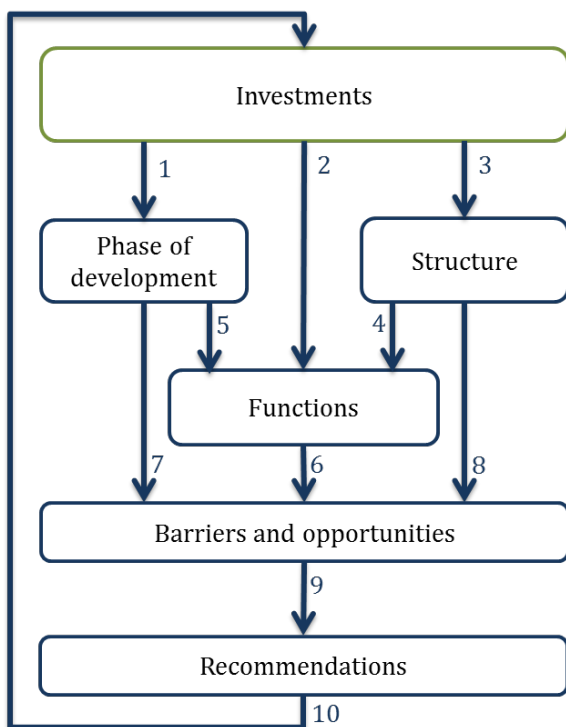 Investments
1
2
3
Phase of
development
Structure
5
4
Functions
7
6
8
Barriers and opportunities
9
Recommendations
10